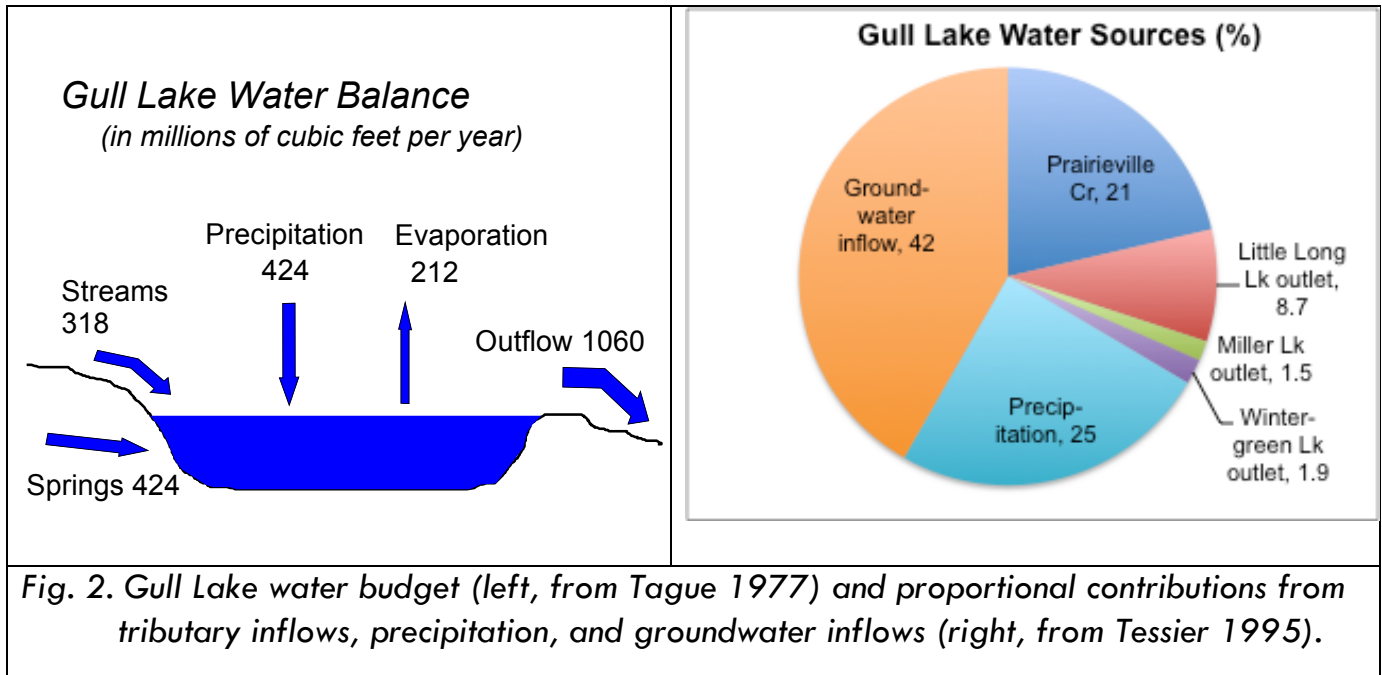 Gull Lake Water Balance
(in millions of cubic feet per year)
Precipitation
424
Evaporation
212
Streams
318
Outflow 1060
Springs 424
Gull Lake Water Sources (%)
Prairieville
Cr, 21
Ground-
water
inflow, 42
Little Long
Lk outlet,
8.7
Miller Lk
outlet, 1.5
Precip-
itation, 25
Winter-
green Lk
outlet, 1.9
Fig. 2. Gull Lake water budget (left, from Tague 1977) and proportional contributions from
tributary inflows, precipitation, and groundwater inflows (right, from Tessier 1995).